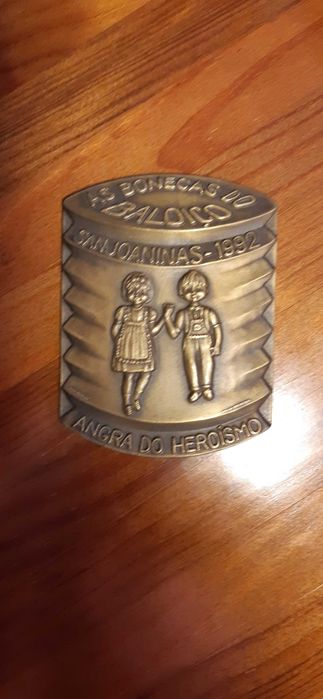 AS BONECAS DO
BALOIÇO
SANJOANINAS-1992
ANGRA DO HEROÍSMO